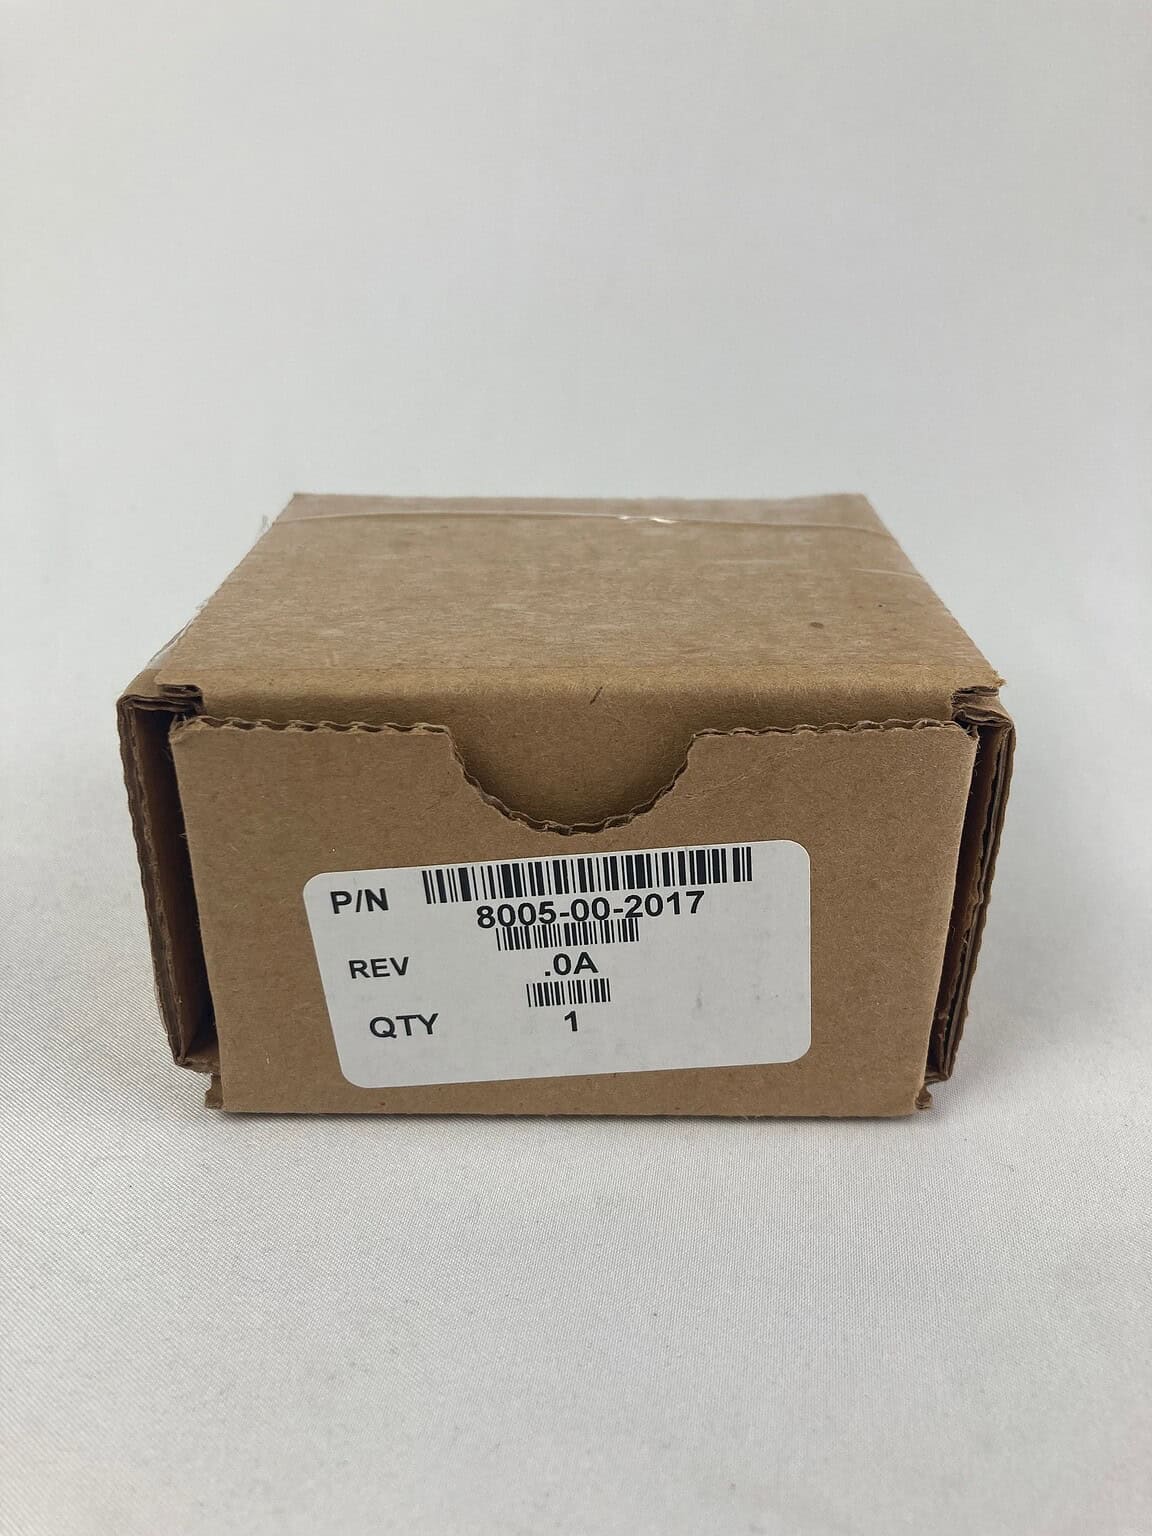 P/N 8005-00-2017
REV .0A
QTY 1